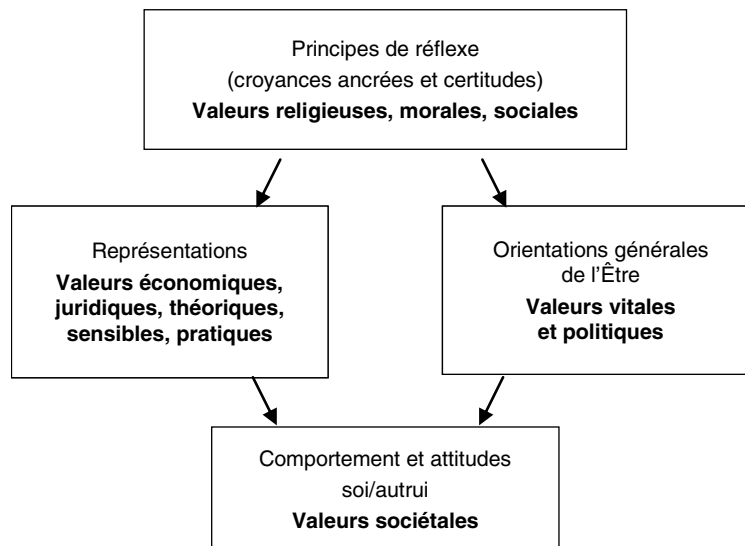 Principes de réflexe
(croyances ancrées et certitudes)
Valeurs religieuses, morales, sociales
Représentations
Valeurs économiques,
juridiques, théoriques,
sensibles, pratiques
Orientations générales
de l'Être
Valeurs vitales
et politiques
Comportement et attitudes
soi/autrui
Valeurs sociétales